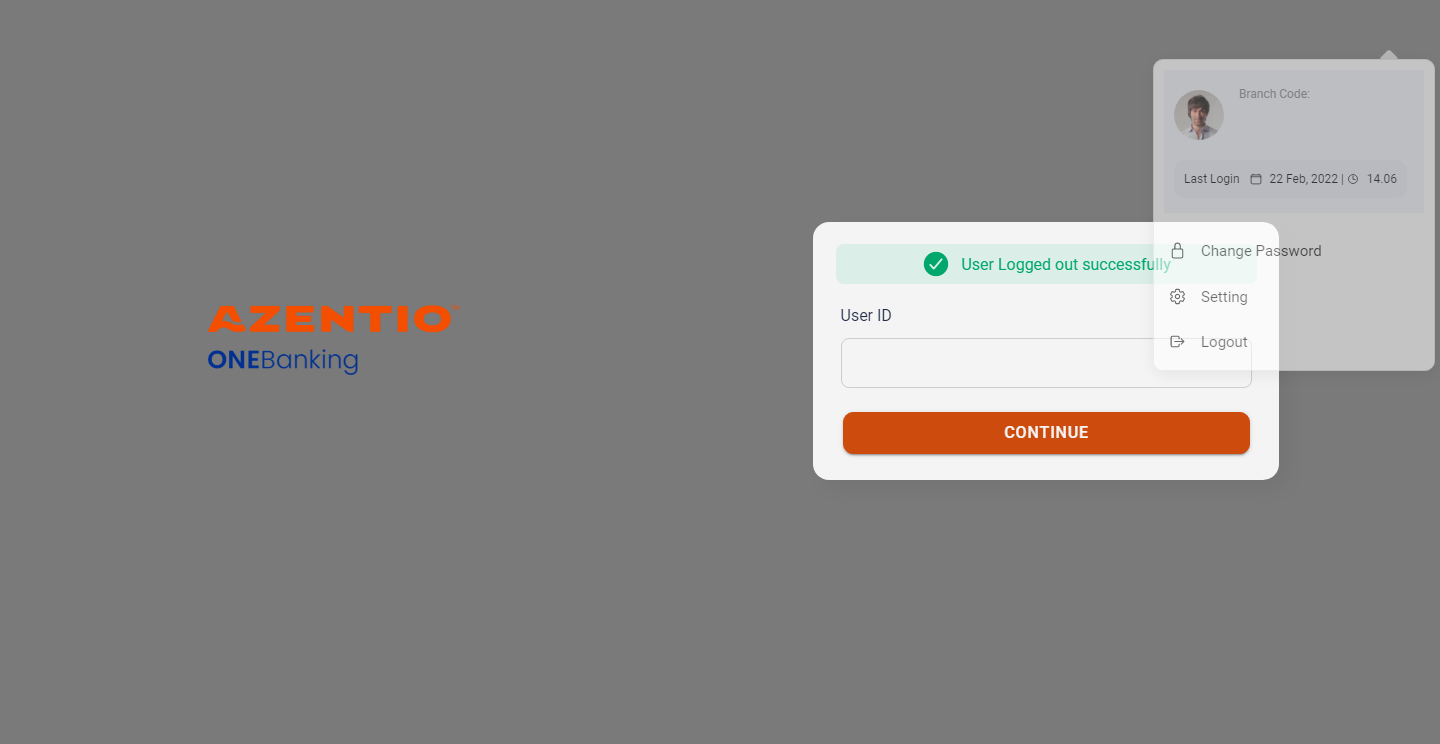 AZENTIO™
ONEBanking
Branch Code:
Last Login 22 Feb, 2022 | 14.06
Change Password
Setting
Logout
User Logged out successfully
User ID
CONTINUE